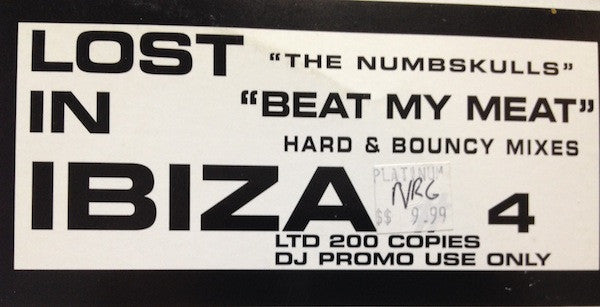 LOST "THE NUMBSKULLS"
IN "BEAT MY MEAT"
HARD & BOUNCY MIXES
IBIZA 4
PLATINUM
NRG
$$ 9.99
LTD 200 COPIES
DJ PROMO USE ONLY